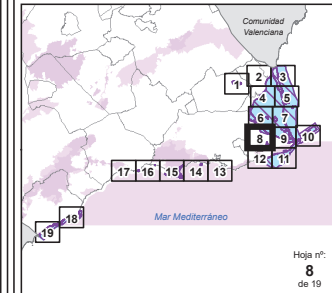 Comunidad
Valenciana
1 2 3
4 5
6 7
8 9 10
12 11
17 16 15 14 13
18
19
Mar Mediterráneo
Hoja nº:
8
de 19